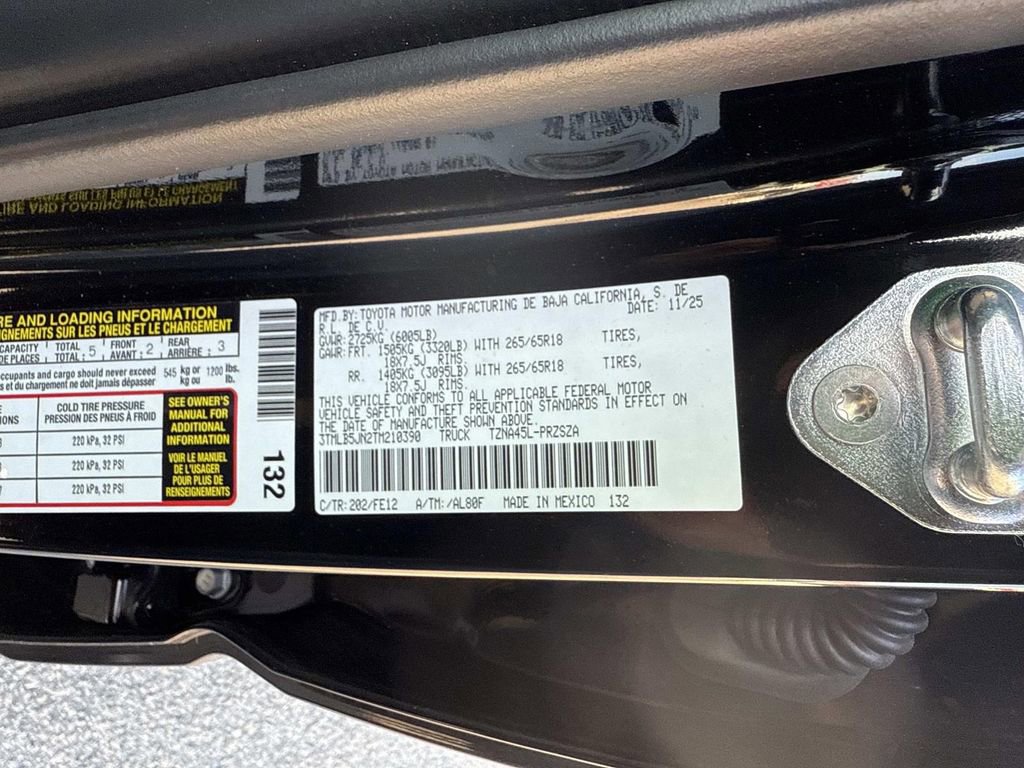 RE AND LOADING INFORMATION
IGNEMENTS SUR LES PNEUS ET LE CHARGEMENT
CAPACITY TOTAL FRONT REAR
DE PLACES TOTAL: 5 AVANT: 2 ARRIÈRE: 3
occupants and cargo should never exceed 545 kg or 1200 lbs.
ts et du chargement ne doit jamais dépasser kg ou lb.
COLD TIRE PRESSURE
IONS PRESSION DES PNEUS À FROID
220 kPa, 32 PSI
220 kPa, 32 PSI
220 kPa, 32 PSI
SEE OWNER'S
MANUAL FOR
ADDITIONAL
INFORMATION
VOIR LE MANUEL
DE L'USAGER
POUR PLUS DE
RENSEIGNEMENTS
132
MFD.BY: TOYOTA MOTOR MANUFACTURING DE BAJA CALIFORNIA, S. DE
R.L. DE C.V. DATE: 11/25
GVWR: 2725KG (6005LB)
GAWR: FRT. 1505KG (3320LB) WITH 265/65R18 TIRES,
18X7.5J RIMS.
RR. 1405KG (3095LB) WITH 265/65R18 TIRES,
18X7.5J RIMS.
THIS VEHICLE CONFORMS TO ALL APPLICABLE FEDERAL MOTOR
VEHICLE SAFETY AND THEFT PREVENTION STANDARDS IN EFFECT ON
THE DATE OF MANUFACTURE SHOWN ABOVE.
3TMLB5JN2TM210390 TRUCK TZNA45L-PRZSZA
C/TR: 202/FE12 A/TM: /AL80F MADE IN MEXICO 132